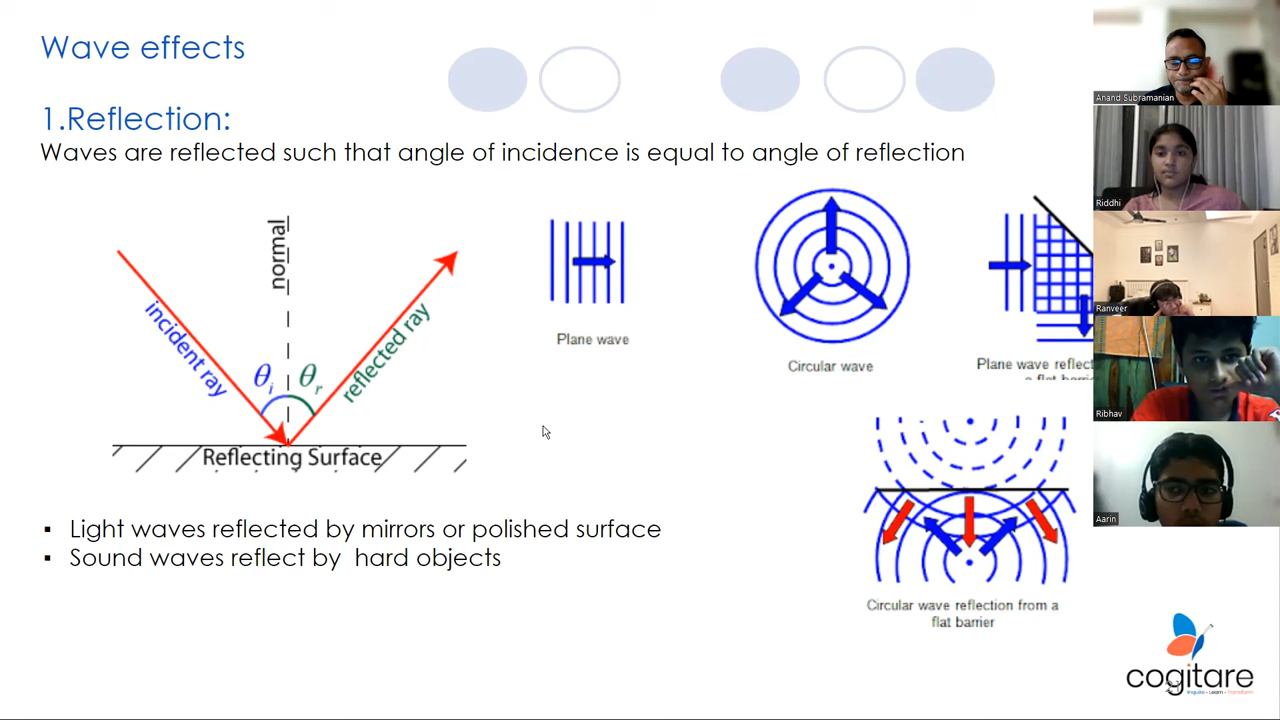 Wave effects
1.Reflection:
Waves are reflected such that angle of incidence is equal to angle of reflection
normal
incident ray
θi
θr
reflected ray
Reflecting Surface
Plane wave
Circular wave
Plane wave reflect
a flat barrier
▪ Light waves reflected by mirrors or polished surface
▪ Sound waves reflect by hard objects
Circular wave reflection from a
flat barrier
Anand Subramanian
Riddhi
Ranveer
Ribhav
Aarin
cogitare